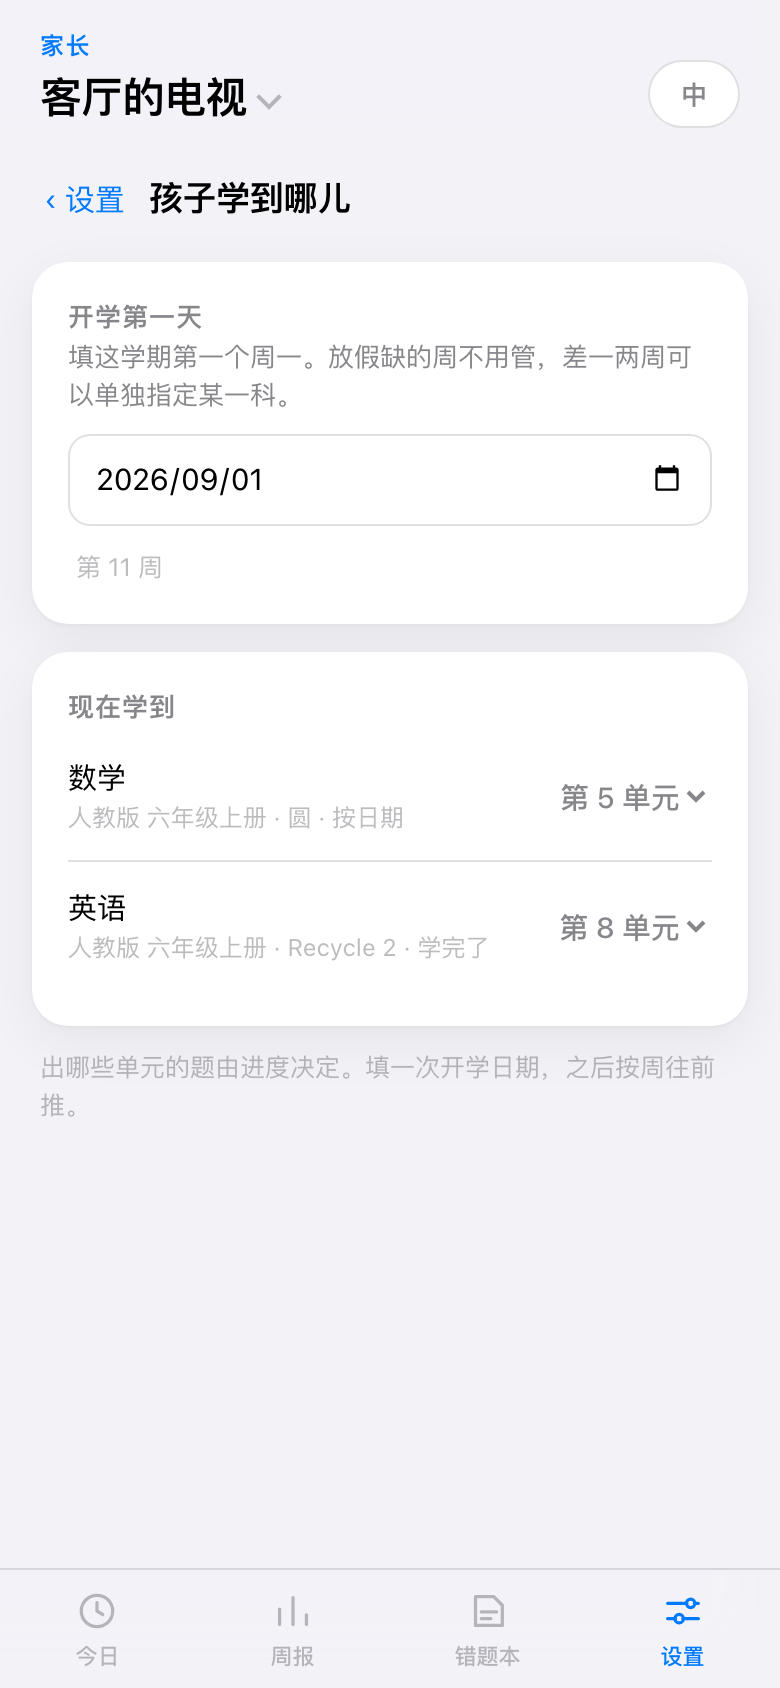 家长
客厅的电视
中
‹ 设置 孩子学到哪儿
开学第一天
填这学期第一个周一。放假缺的周不用管，差一两周可
以单独指定某一科。
2026/09/01
第 11 周
现在学到
数学
第 5 单元
人教版 六年级上册 · 圆 · 按日期
英语
第 8 单元
人教版 六年级上册 · Recycle 2 · 学完了
出哪些单元的题由进度决定。填一次开学日期，之后按周往前
推。
今日 周报 错题本 设置